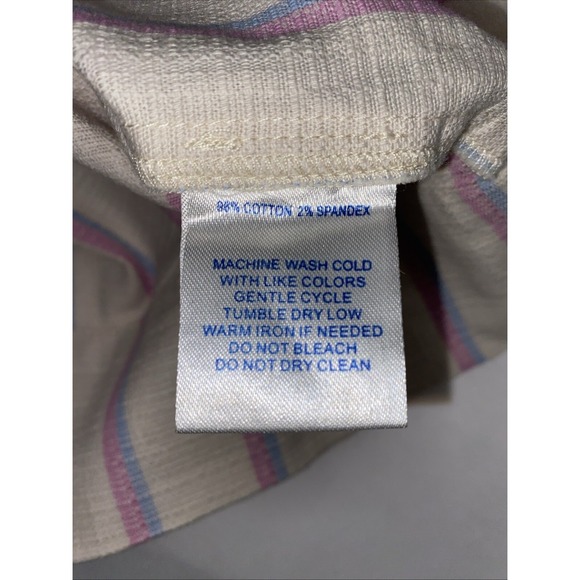 98% COTTON 2% SPANDEX
MACHINE WASH COLD
WITH LIKE COLORS
GENTLE CYCLE
TUMBLE DRY LOW
WARM IRON IF NEEDED
DO NOT BLEACH
DO NOT DRY CLEAN